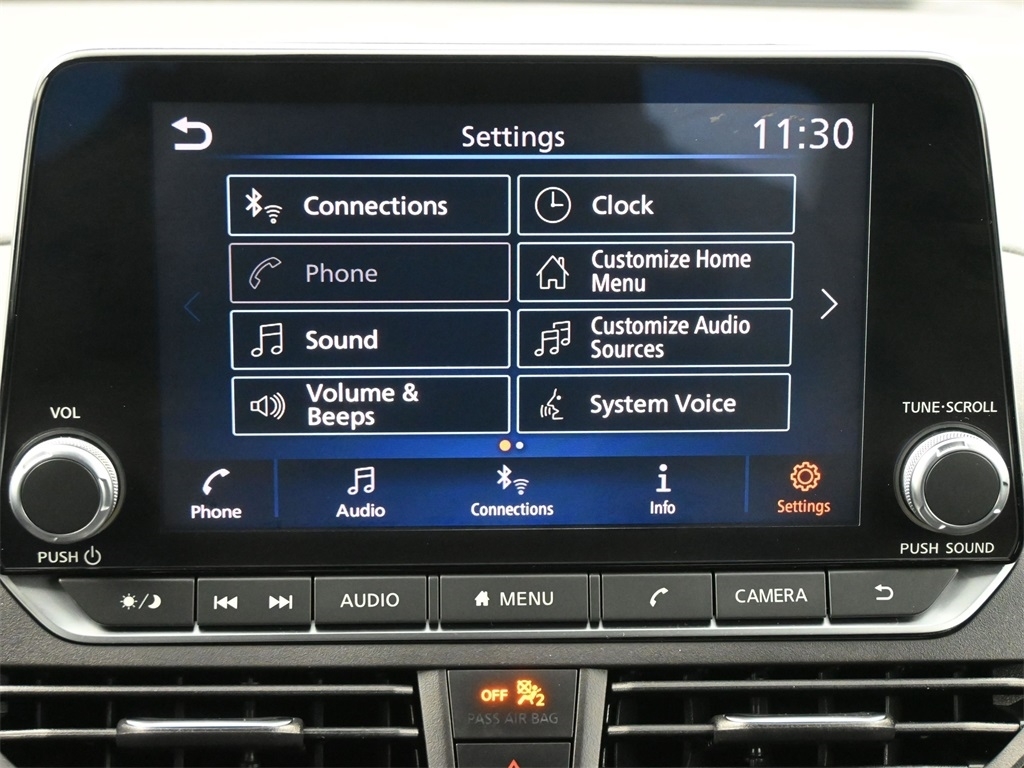 Settings
11:30
Connections
Clock
Phone
Customize Home
Menu
Sound
Customize Audio
Sources
Volume &
Beeps
System Voice
VOL
TUNE·SCROLL
Phone
Audio
Connections
Info
Settings
PUSH
PUSH SOUND
AUDIO
MENU
CAMERA
OFF
2
PASS AIR BAG